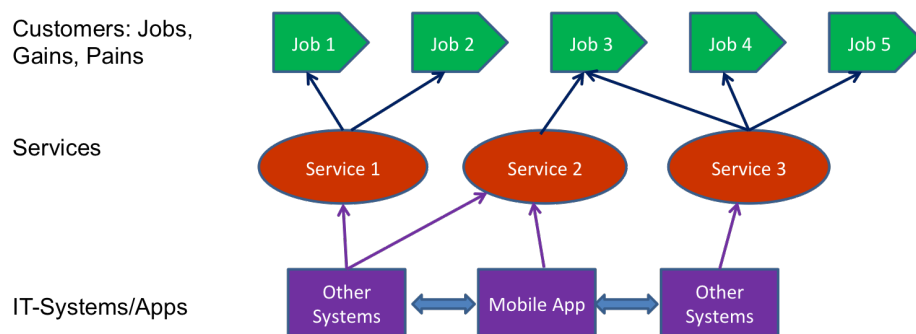 Customers: Jobs,
Gains, Pains
Job 1
Job 2
Job 3
Job 4
Job 5
Services
Service 1
Service 2
Service 3
IT-Systems/Apps
Other
Systems
Mobile App
Other
Systems